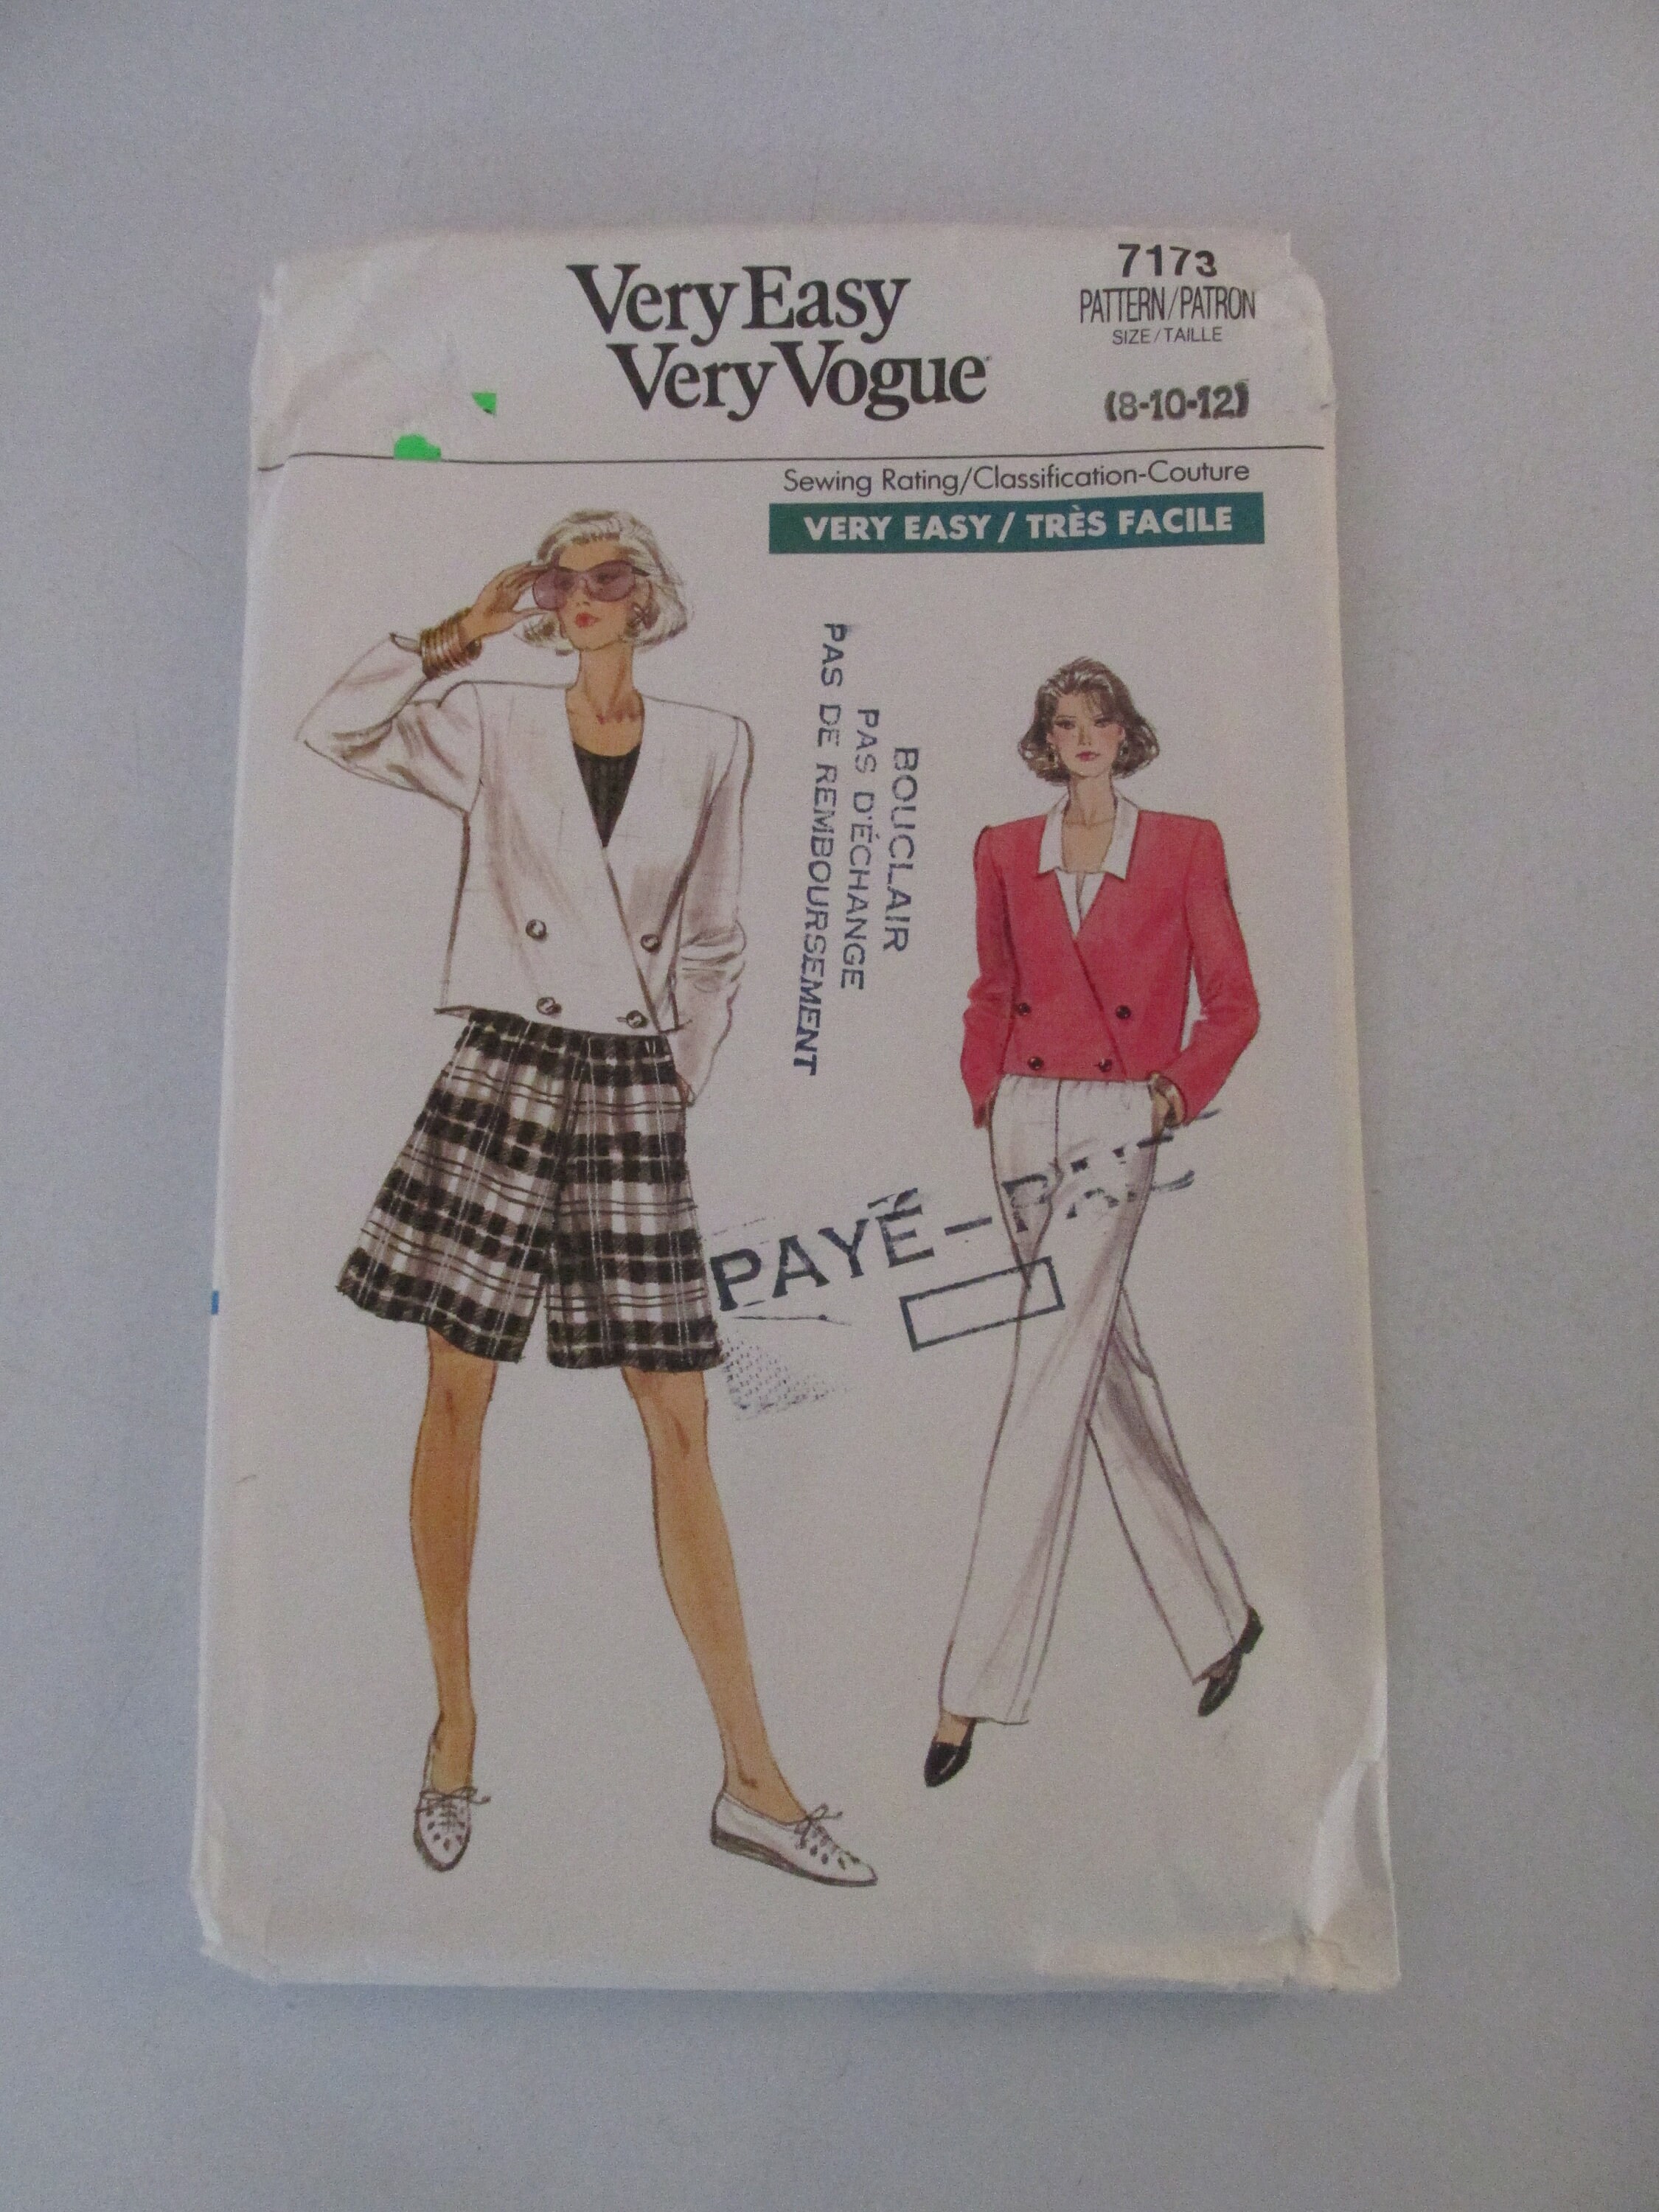 Very Easy
Very Vogue
7173
PATTERN/PATRON
SIZE/TAILLE
(8-10-12)
Sewing Rating/Classification-Couture
VERY EASY / TRÈS FACILE
BOUCLAIR
PAS D'ÉCHANGE
PAS DE REMBOURSEMENT
PAYÉ - PAYÉ